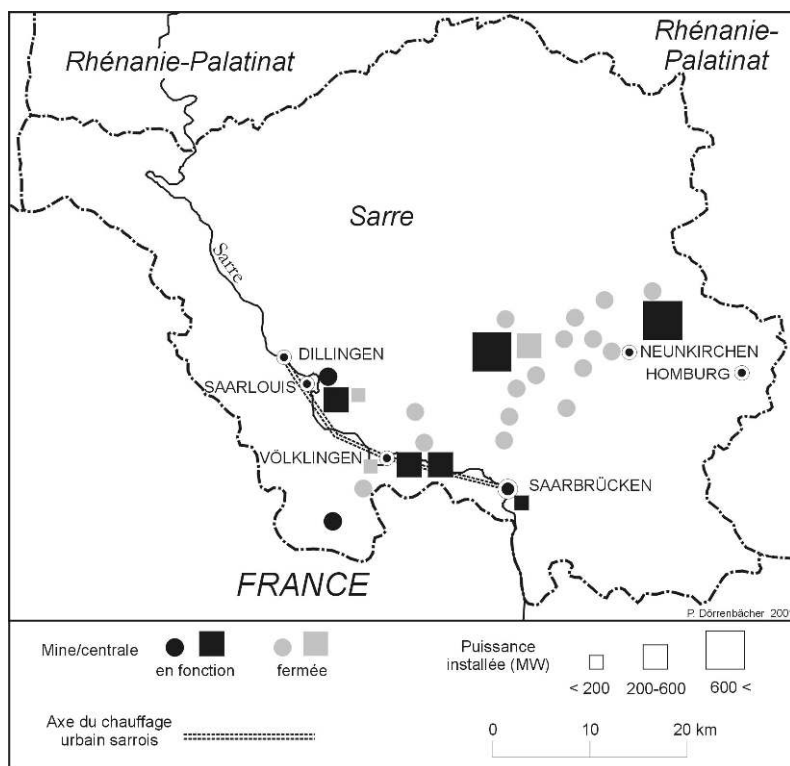 Rhénanie-Palatinat
Rhénanie-
Palatinat
Sarre
Sarre
DILLINGEN
SAARLOUIS
NEUNKIRCHEN
HOMBURG
VÖLKLINGEN
SAARBRÜCKEN
FRANCE
P. Dörrenbächer
Mine/centrale
en fonction
fermée
Puissance
installée (MW)
< 200
200-600
600 <
Axe du chauffage
urbain sarrois
0
10
20 km